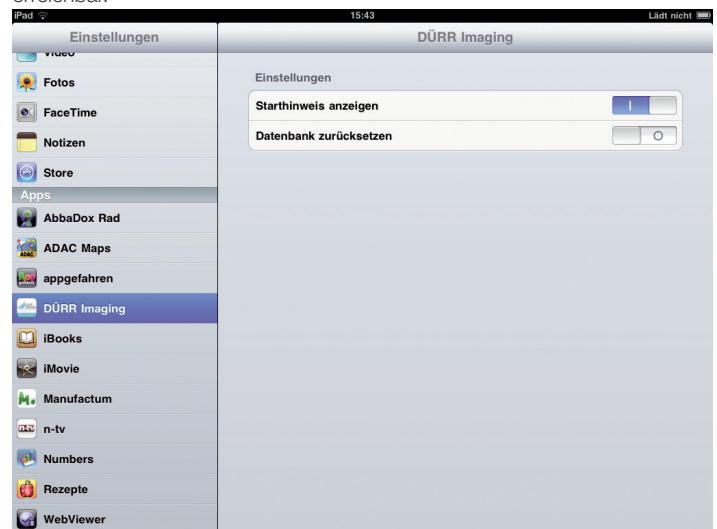 iPad 15:43 Lädt nicht
Einstellungen
DÜRR Imaging
Video
Fotos
FaceTime
Notizen
Store
Apps
AbbaDox Rad
ADAC Maps
appgefahren
DÜRR Imaging
iBooks
iMovie
Manufactum
n-tv
Numbers
Rezepte
WebViewer
Einstellungen
Starthinweis anzeigen
Datenbank zurücksetzen